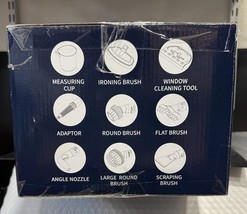 MEASURING
CUP
IRONING BRUSH
WINDOW
CLEANING TOOL
ADAPTOR
ROUND BRUSH
FLAT BRUSH
ANGLE NOZZLE
LARGE ROUND
BRUSH
SCRAPING
BRUSH